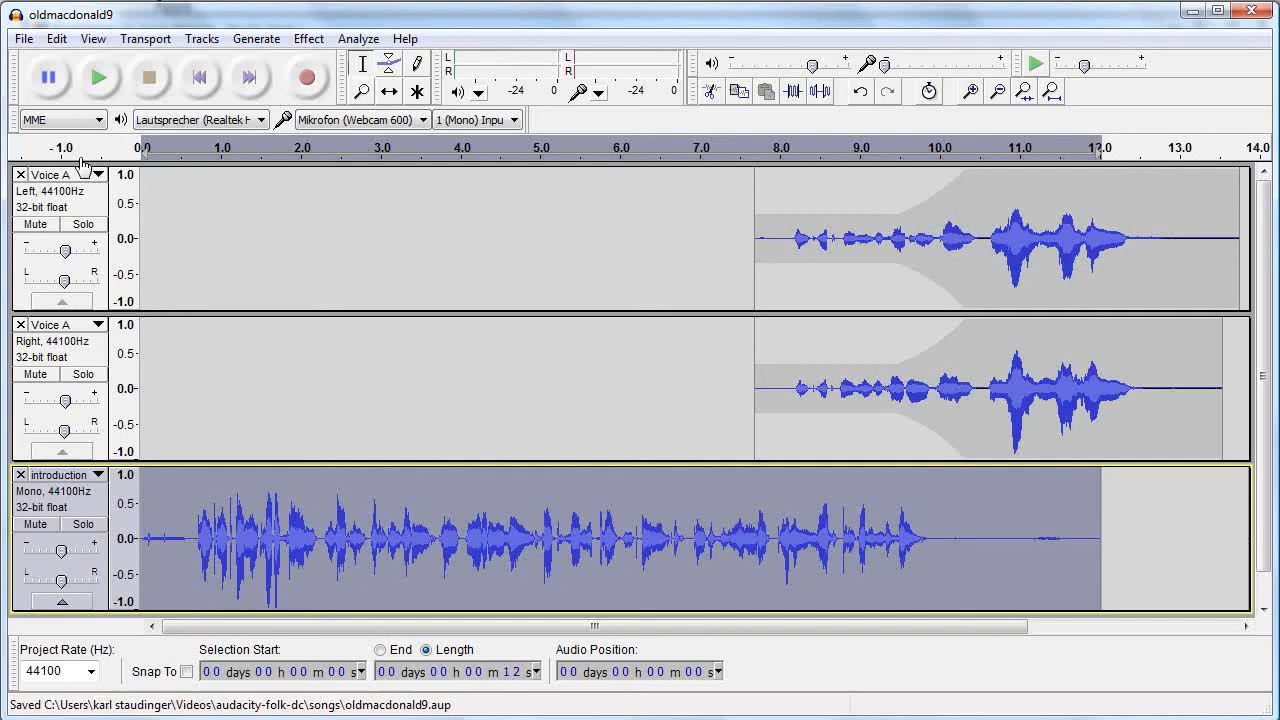 oldmacdonald9
File Edit View Transport Tracks Generate Effect Analyze Help
L R -24 0 L R -24 0 - + - + - +
MME Lautsprecher (Realtek H Mikrofon (Webcam 600) 1 (Mono) Inpu
-1.0 0.0 1.0 2.0 3.0 4.0 5.0 6.0 7.0 8.0 9.0 10.0 11.0 12.0 13.0 14.0
Voice A 1.0
Left, 44100Hz
32-bit float 0.5
Mute Solo
- + 0.0
L R -0.5
-1.0
Voice A 1.0
Right, 44100Hz
32-bit float 0.5
Mute Solo
- + 0.0
L R -0.5
-1.0
introduction 1.0
Mono, 44100Hz
32-bit float 0.5
Mute Solo
- + 0.0
L R -0.5
-1.0
Project Rate (Hz): Selection Start: End Length Audio Position:
44100 Snap To 00 days 00 h 00 m 00 s 00 days 00 h 00 m 12 s 00 days 00 h 00 m 00 s
Saved C:\Users\karl staudinger\Videos\audacity-folk-dc\songs\oldmacdonald9.aup